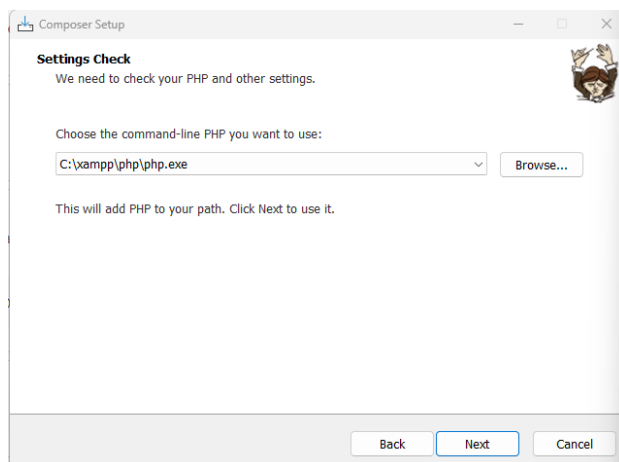 Composer Setup
Settings Check
We need to check your PHP and other settings.
Choose the command-line PHP you want to use:
C:\xampp\php\php.exe
Browse...
This will add PHP to your path. Click Next to use it.
Back
Next
Cancel